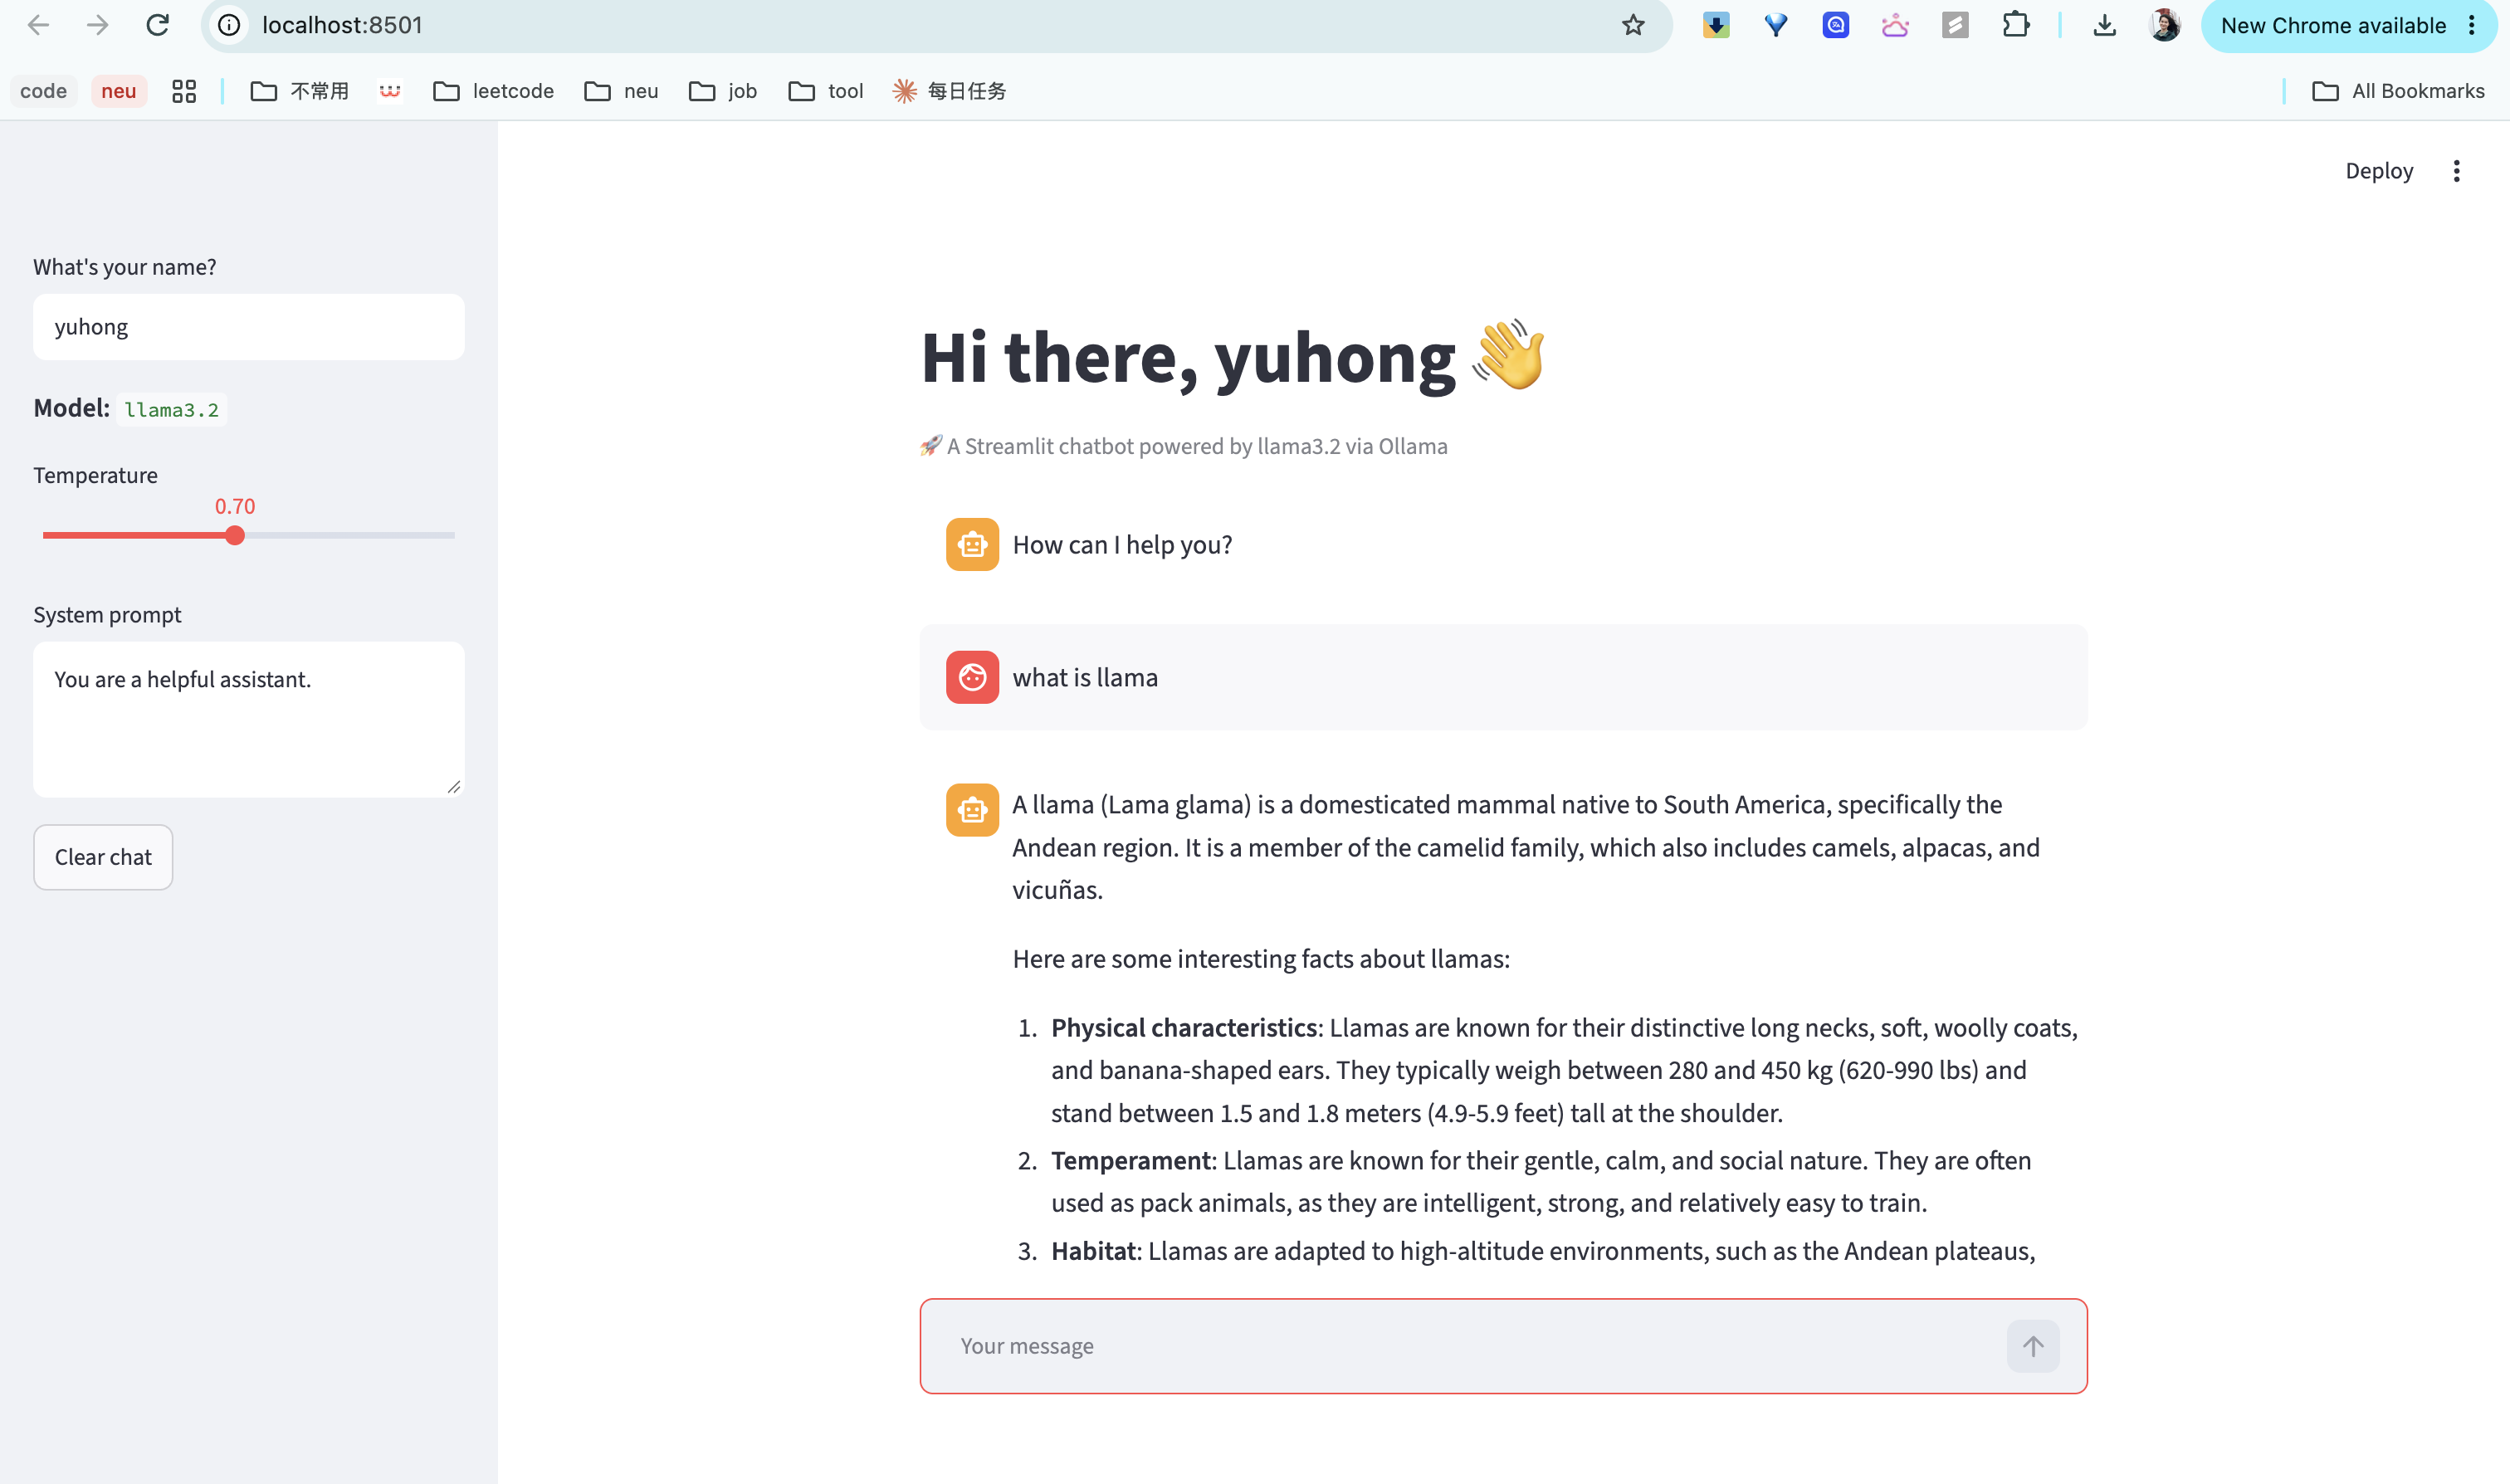 localhost:8501
New Chrome available
code
neu
不常用
leetcode
neu
job
tool
每日任务
All Bookmarks
Deploy
What's your name?
yuhong
Model: llama3.2
Temperature
0.70
System prompt
You are a helpful assistant.
Clear chat
Hi there, yuhong 👋
🚀 A Streamlit chatbot powered by llama3.2 via Ollama
How can I help you?
what is llama
A llama (Lama glama) is a domesticated mammal native to South America, specifically the
Andean region. It is a member of the camelid family, which also includes camels, alpacas, and
vicuñas.
Here are some interesting facts about llamas:
1. Physical characteristics: Llamas are known for their distinctive long necks, soft, woolly coats,
and banana-shaped ears. They typically weigh between 280 and 450 kg (620-990 lbs) and
stand between 1.5 and 1.8 meters (4.9-5.9 feet) tall at the shoulder.
2. Temperament: Llamas are known for their gentle, calm, and social nature. They are often
used as pack animals, as they are intelligent, strong, and relatively easy to train.
3. Habitat: Llamas are adapted to high-altitude environments, such as the Andean plateaus,
Your message